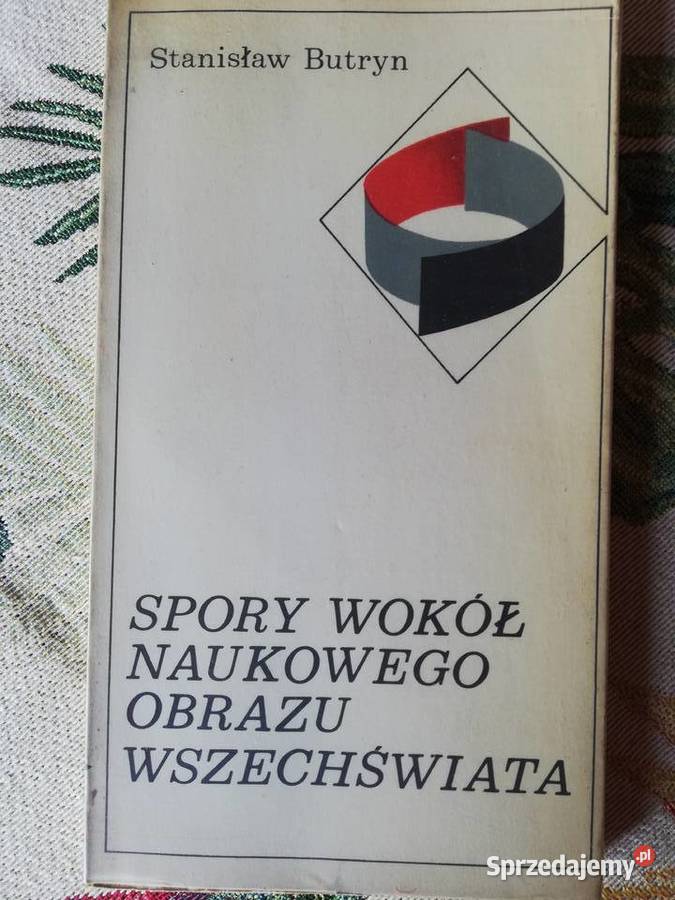 Stanisław Butryn
SPORY WOKÓŁ
NAUKOWEGO
OBRAZU
WSZECHŚWIATA
Sprzedajemy.pl